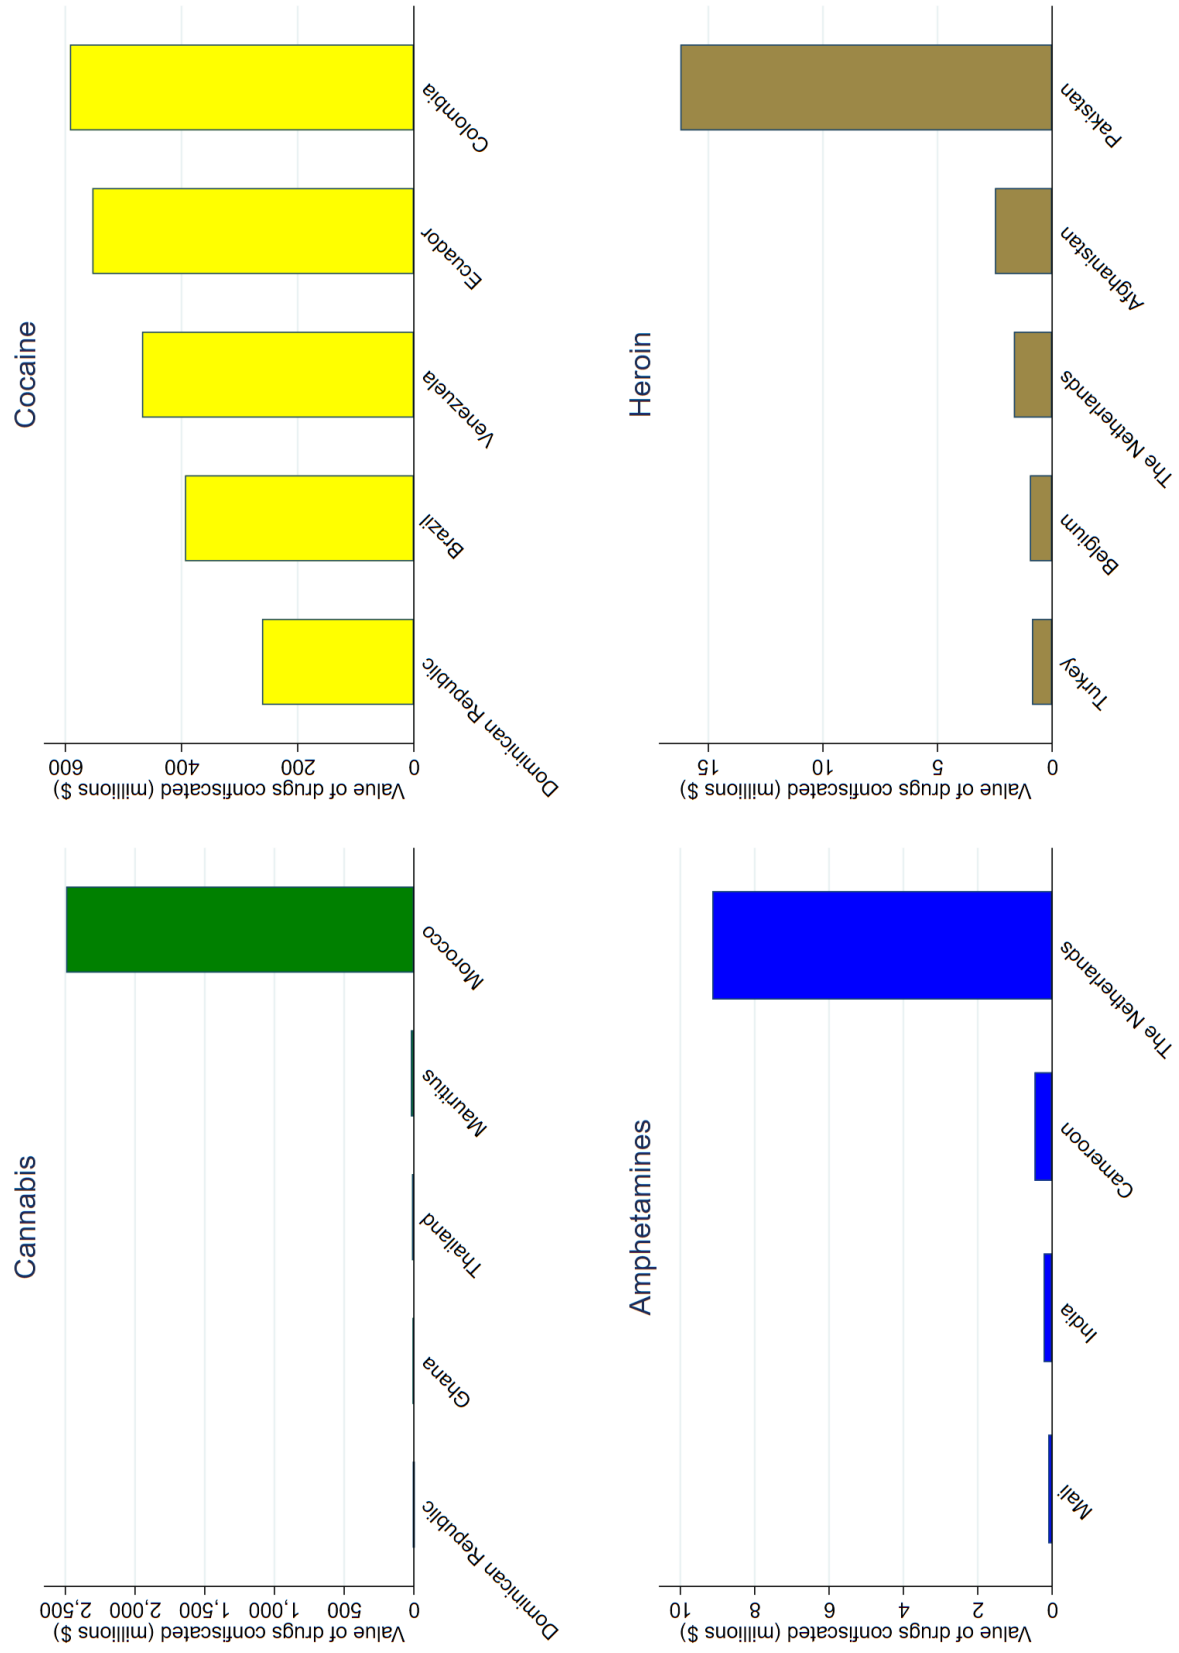 Cannabis
Value of drugs confiscated (millions $)
0
500
1,000
1,500
2,000
2,500
Dominican Republic
Ghana
Thailand
Mauritius
Morocco
Cocaine
Value of drugs confiscated (millions $)
0
200
400
600
Dominican Republic
Brazil
Venezuela
Ecuador
Colombia
Amphetamines
Value of drugs confiscated (millions $)
0
2
4
6
8
10
Mali
India
Cameroon
The Netherlands
Heroin
Value of drugs confiscated (millions $)
0
5
10
15
Turkey
Belgium
The Netherlands
Afghanistan
Pakistan